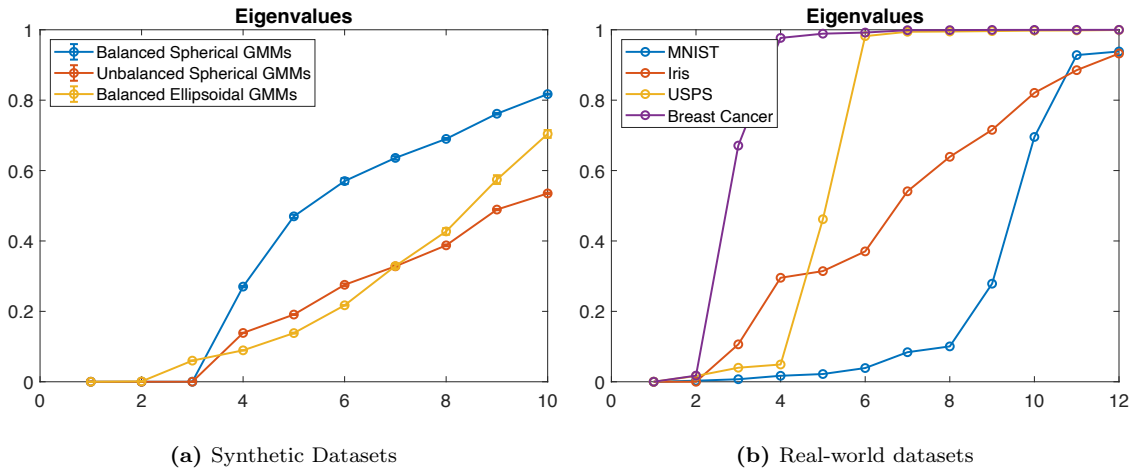 Eigenvalues
1
0.8
0.6
0.4
0.2
0
0 2 4 6 8 10
Balanced Spherical GMMs
Unbalanced Spherical GMMs
Balanced Ellipsoidal GMMs
(a) Synthetic Datasets
Eigenvalues
1
0.8
0.6
0.4
0.2
0
0 2 4 6 8 10 12
MNIST
Iris
USPS
Breast Cancer
(b) Real-world datasets